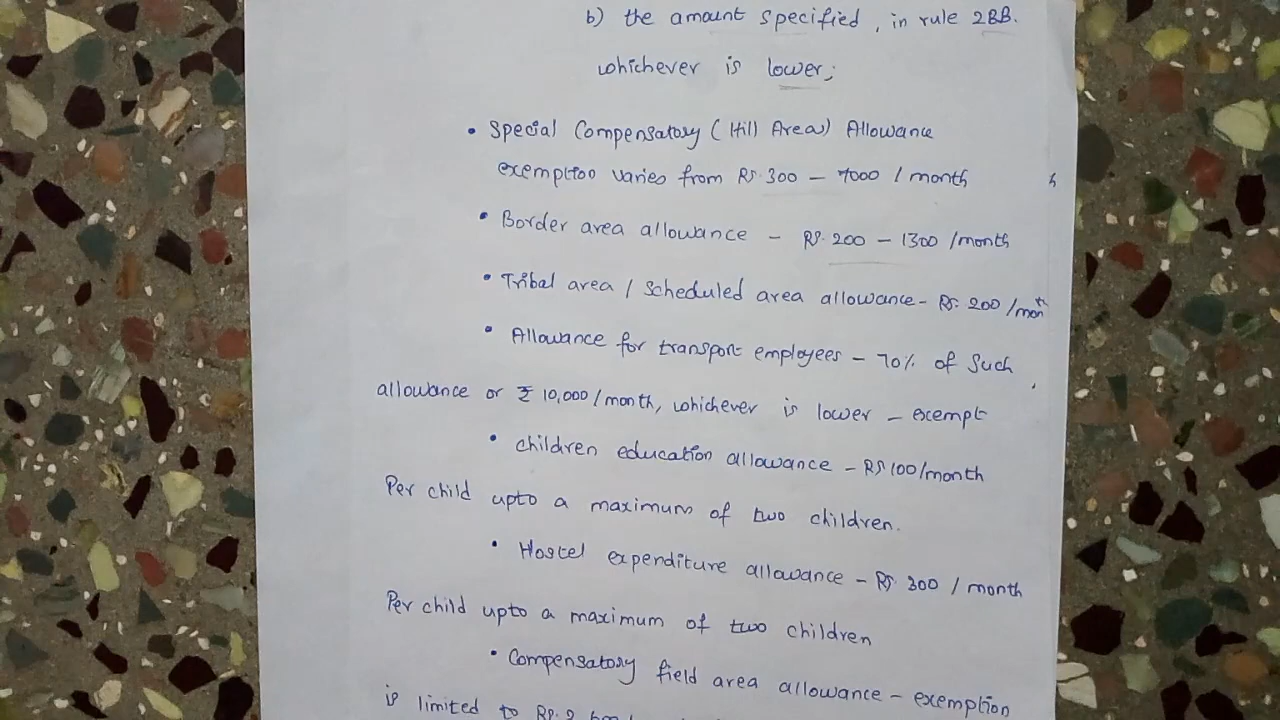 b) the amount specified, in rule 2BB.
whichever is lower;
• Special Compensatory (Hill Area) Allowance
exemption varies from Rs. 300 – 7000 / month
• Border area allowance – Rs. 200 – 1300 /month
• Tribal area / Scheduled area allowance – Rs. 200 /month
• Allowance for transport employees – 70% of Such
allowance or ₹ 10,000 / month, whichever is lower – exempt
• children education allowance – Rs 100/month
Per child upto a maximum of two children.
• Hostel expenditure allowance – Rs 300 / month
Per child upto a maximum of two children
• Compensatory field area allowance – exemption
is limited to Rs.